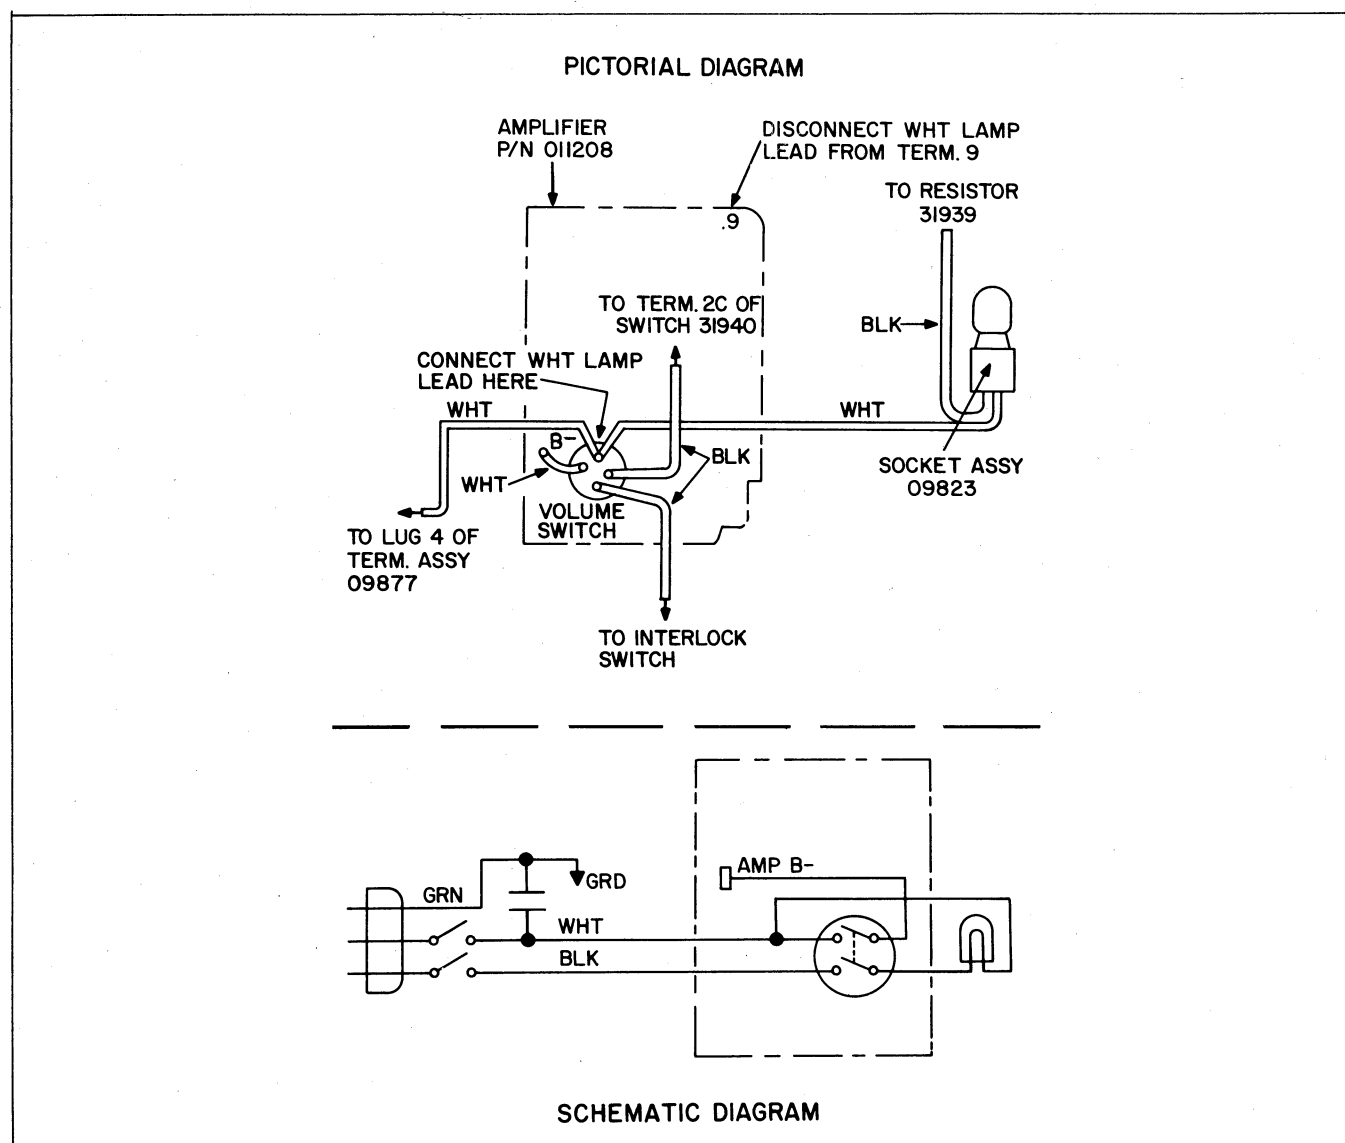 PICTORIAL DIAGRAM
AMPLIFIER
P/N 011208
DISCONNECT WHT LAMP
LEAD FROM TERM. 9
TO RESISTOR
31939
.9
TO TERM. 2C OF
SWITCH 31940
BLK
CONNECT WHT LAMP
LEAD HERE
WHT
WHT
B-
BLK
WHT
SOCKET ASSY
09823
VOLUME
SWITCH
TO LUG 4 OF
TERM. ASSY
09877
TO INTERLOCK
SWITCH
AMP B-
GRN
GRD
WHT
BLK
SCHEMATIC DIAGRAM